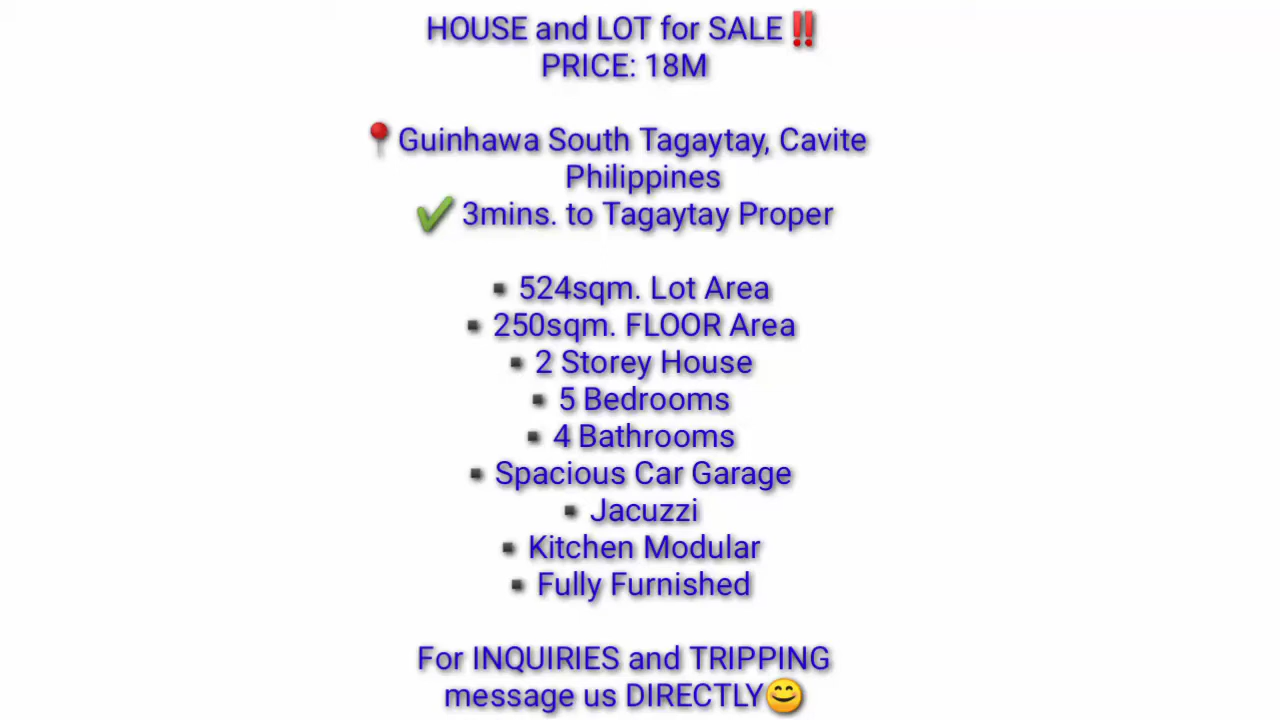 HOUSE and LOT for SALE‼️
PRICE: 18M
📍Guinhawa South Tagaytay, Cavite
Philippines
✔️ 3mins. to Tagaytay Proper
▪️ 524sqm. Lot Area
▪️ 250sqm. FLOOR Area
▪️ 2 Storey House
▪️ 5 Bedrooms
▪️ 4 Bathrooms
▪️ Spacious Car Garage
▪️ Jacuzzi
▪️ Kitchen Modular
▪️ Fully Furnished
For INQUIRIES and TRIPPING
message us DIRECTLY😊